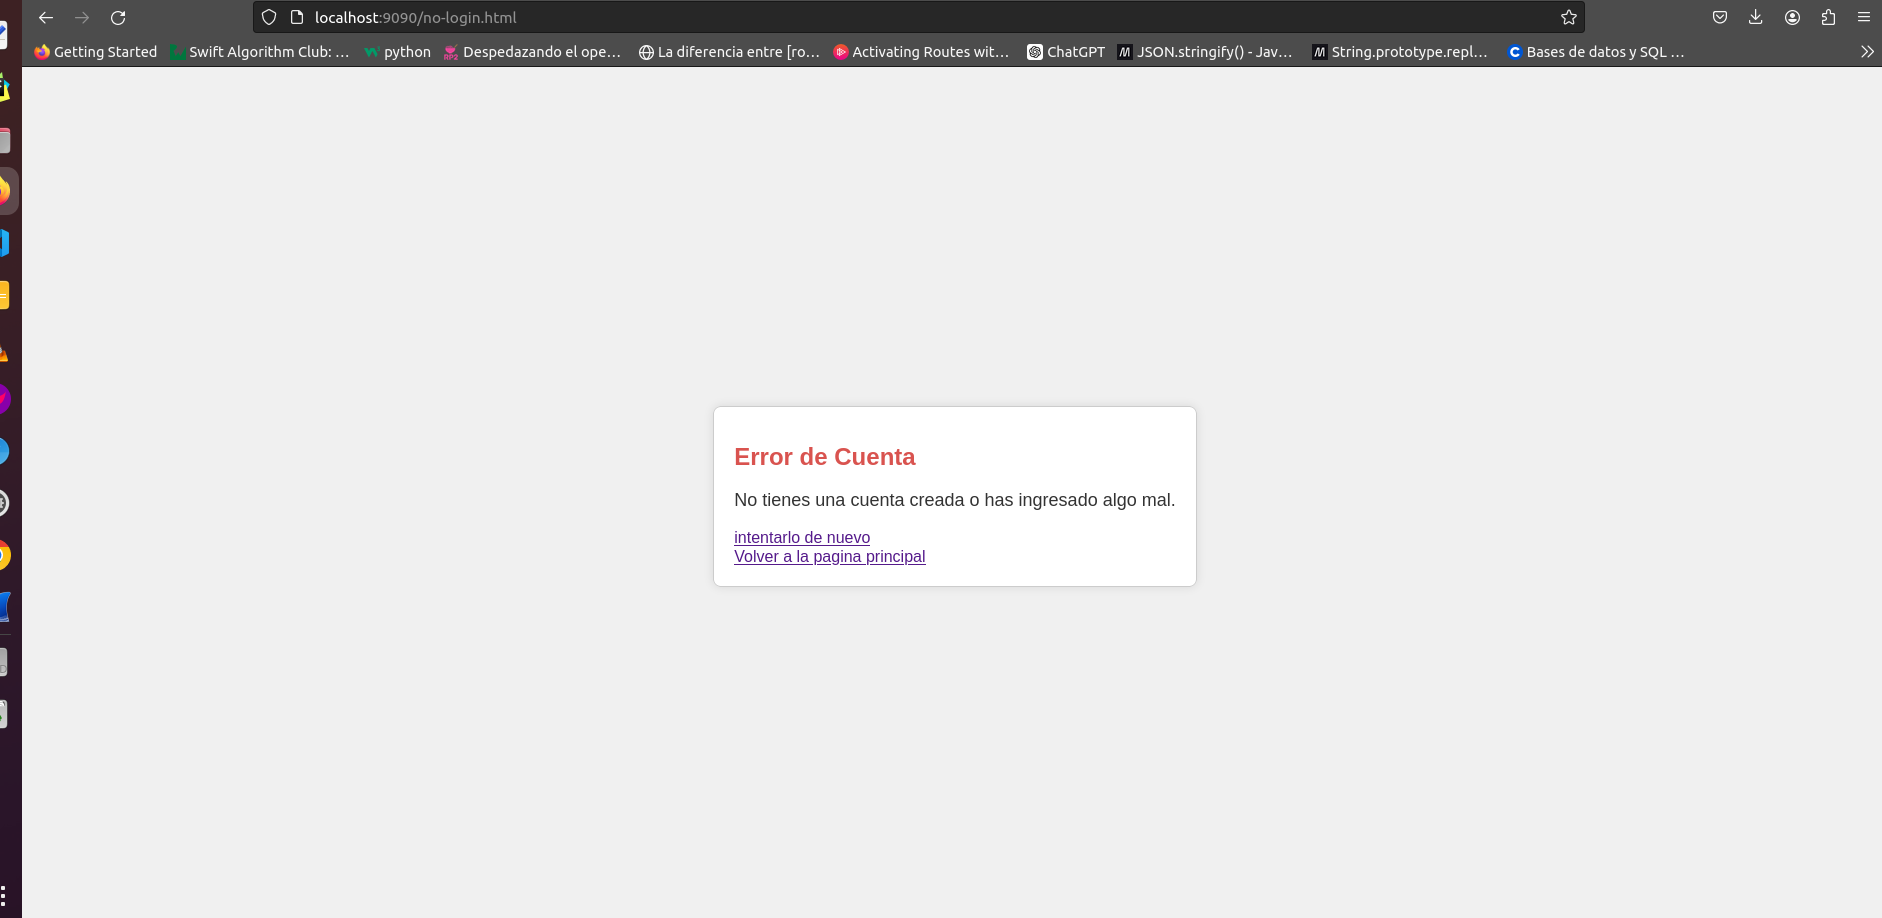 localhost:9090/no-login.html
Getting Started Swift Algorithm Club: … python Despedazando el ope… La diferencia entre [ro… Activating Routes wit… ChatGPT JSON.stringify() - Jav… String.prototype.repl… Bases de datos y SQL …
Error de Cuenta
No tienes una cuenta creada o has ingresado algo mal.
intentarlo de nuevo
Volver a la pagina principal